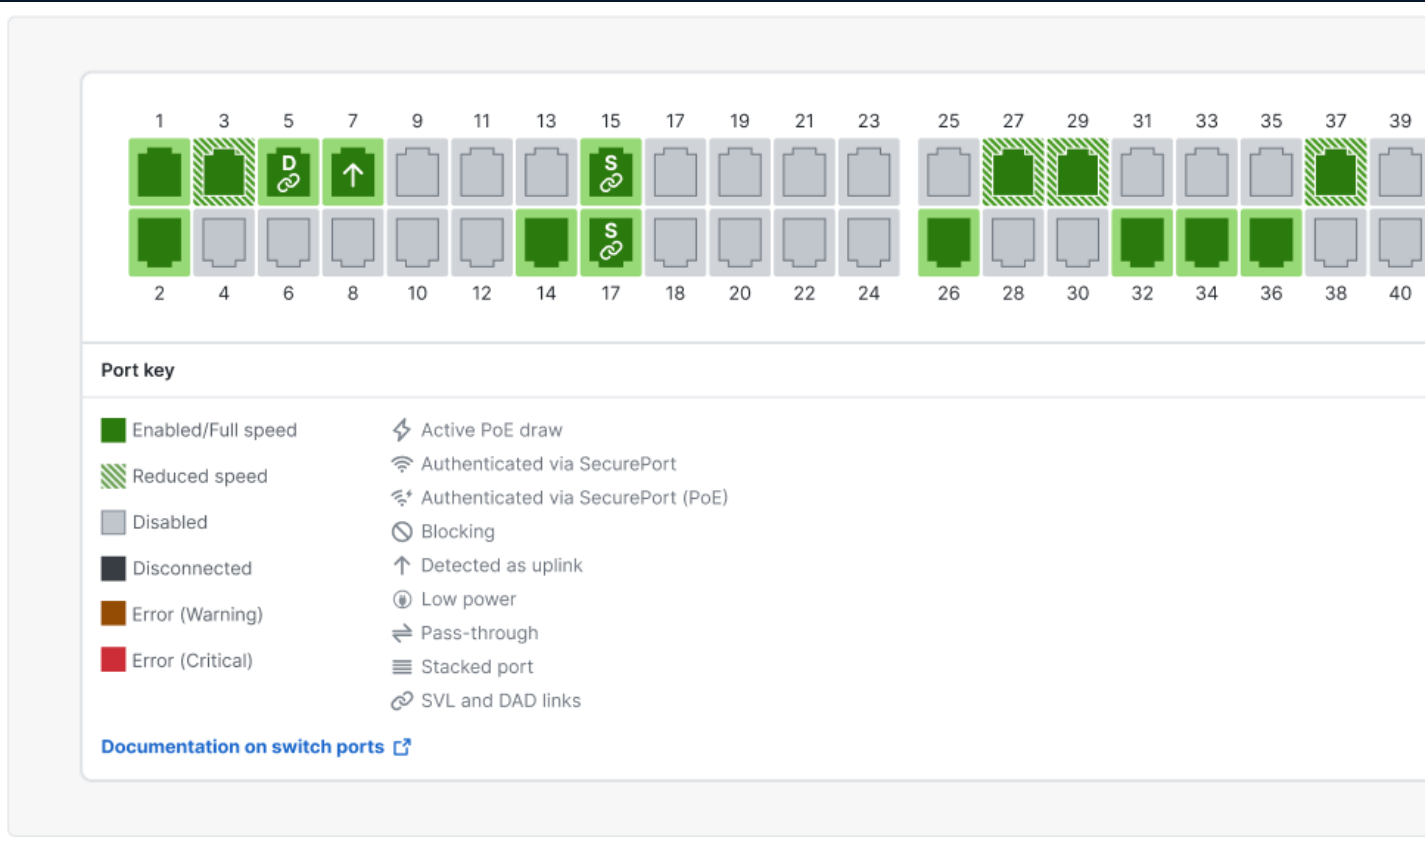 1 3 5 7 9 11 13 15 17 19 21 23 25 27 29 31 33 35 37 39
D S
S
2 4 6 8 10 12 14 17 18 20 22 24 26 28 30 32 34 36 38 40
Port key
Enabled/Full speed
Reduced speed
Disabled
Disconnected
Error (Warning)
Error (Critical)
Active PoE draw
Authenticated via SecurePort
Authenticated via SecurePort (PoE)
Blocking
Detected as uplink
Low power
Pass-through
Stacked port
SVL and DAD links
Documentation on switch ports